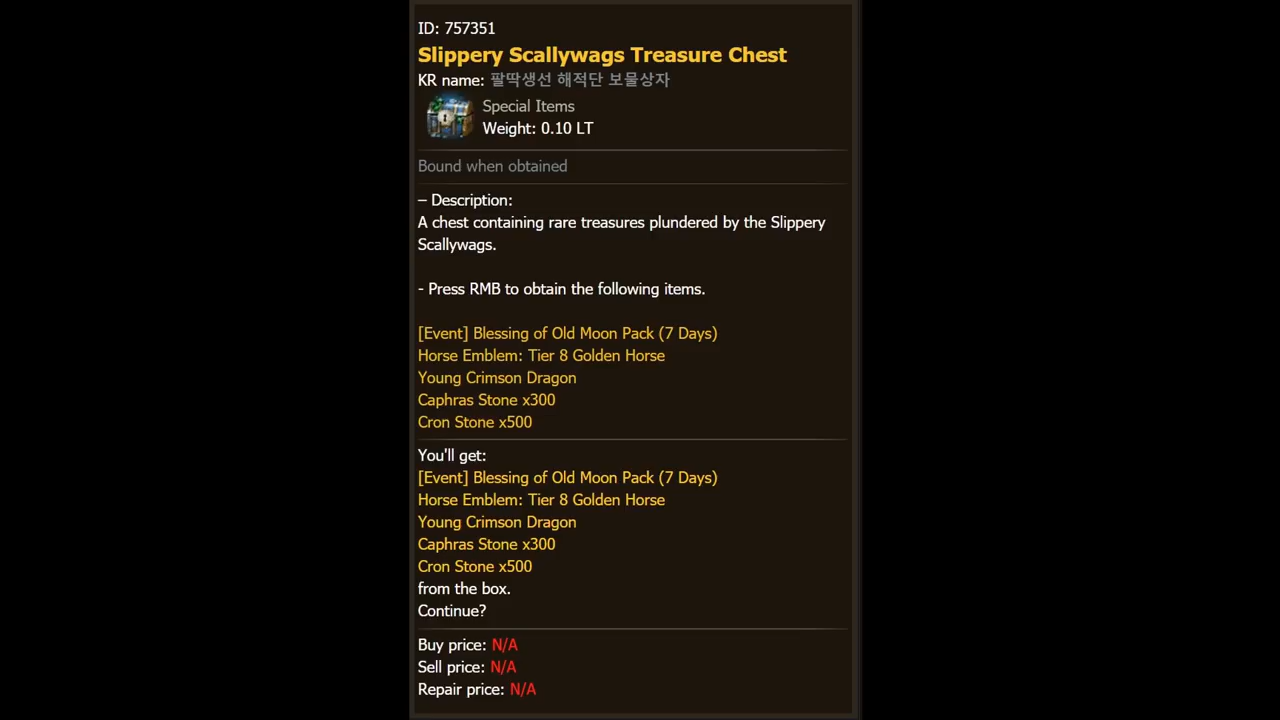 ID: 757351
Slippery Scallywags Treasure Chest
KR name: 팔딱생선 해적단 보물상자
Special Items
Weight: 0.10 LT
Bound when obtained
– Description:
A chest containing rare treasures plundered by the Slippery
Scallywags.
- Press RMB to obtain the following items.
[Event] Blessing of Old Moon Pack (7 Days)
Horse Emblem: Tier 8 Golden Horse
Young Crimson Dragon
Caphras Stone x300
Cron Stone x500
You'll get:
[Event] Blessing of Old Moon Pack (7 Days)
Horse Emblem: Tier 8 Golden Horse
Young Crimson Dragon
Caphras Stone x300
Cron Stone x500
from the box.
Continue?
Buy price: N/A
Sell price: N/A
Repair price: N/A